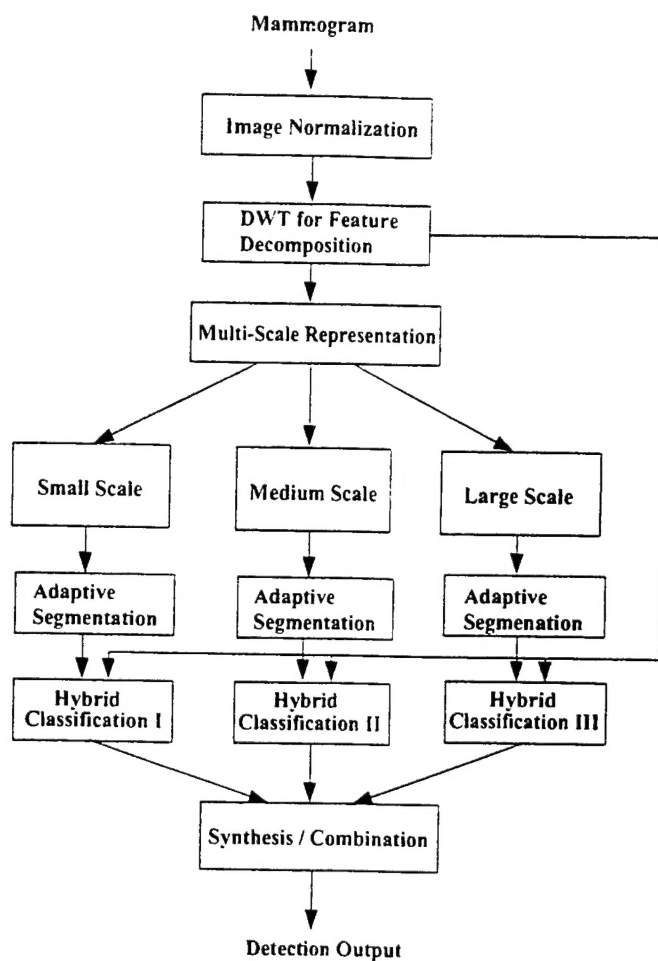 Mammogram
Image Normalization
DWT for Feature
Decomposition
Multi-Scale Representation
Small Scale
Medium Scale
Large Scale
Adaptive
Segmentation
Adaptive
Segmentation
Adaptive
Segmenation
Hybrid
Classification I
Hybrid
Classification II
Hybrid
Classification III
Synthesis / Combination
Detection Output